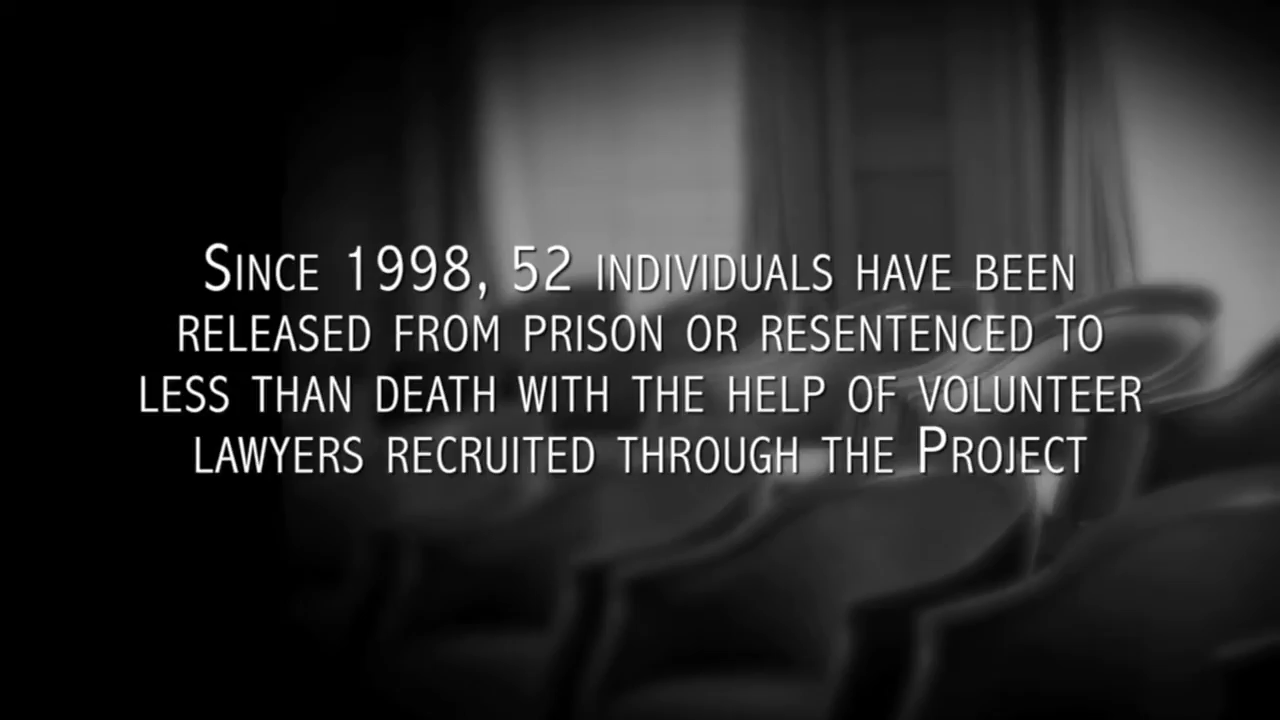 Since 1998, 52 individuals have been
released from prison or resentenced to
less than death with the help of volunteer
lawyers recruited through the Project